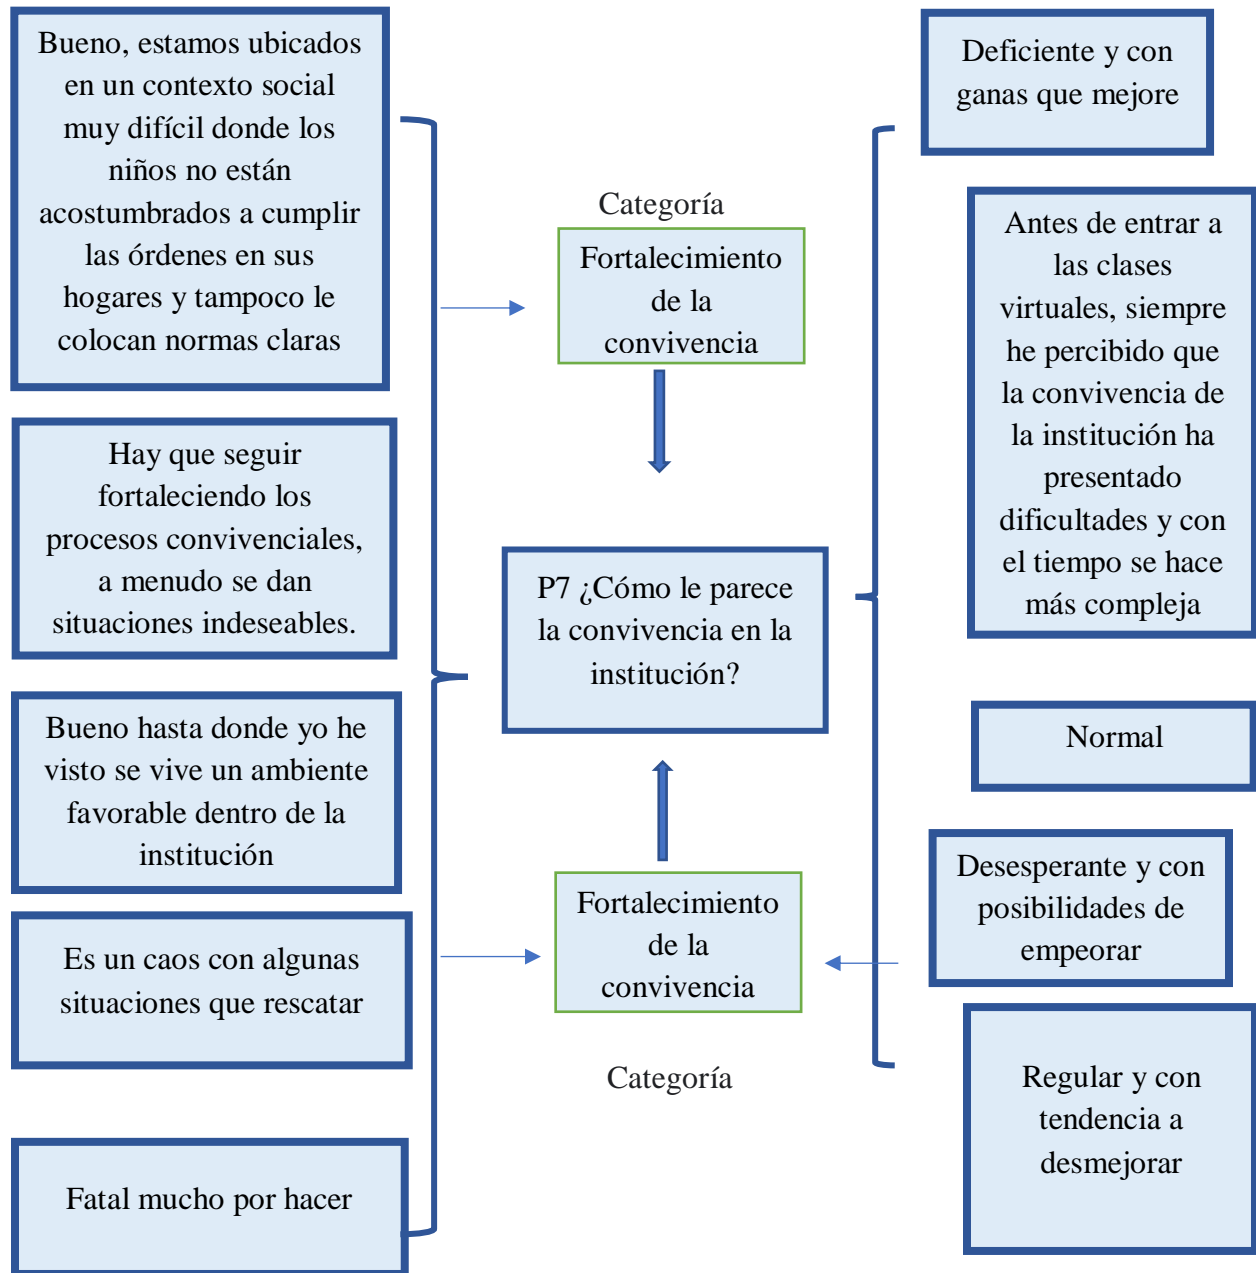 Bueno, estamos ubicados
en un contexto social
muy difícil donde los
niños no están
acostumbrados a cumplir
las órdenes en sus
hogares y tampoco le
colocan normas claras
Hay que seguir
fortaleciendo los
procesos convivenciales,
a menudo se dan
situaciones indeseables.
Bueno hasta donde yo he
visto se vive un ambiente
favorable dentro de la
institución
Es un caos con algunas
situaciones que rescatar
Fatal mucho por hacer
Categoría
Fortalecimiento
de la
convivencia
P7 ¿Cómo le parece
la convivencia en la
institución?
Fortalecimiento
de la
convivencia
Categoría
Deficiente y con
ganas que mejore
Antes de entrar a
las clases
virtuales, siempre
he percibido que
la convivencia de
la institución ha
presentado
dificultades y con
el tiempo se hace
más compleja
Normal
Desesperante y con
posibilidades de
empeorar
Regular y con
tendencia a
desmejorar